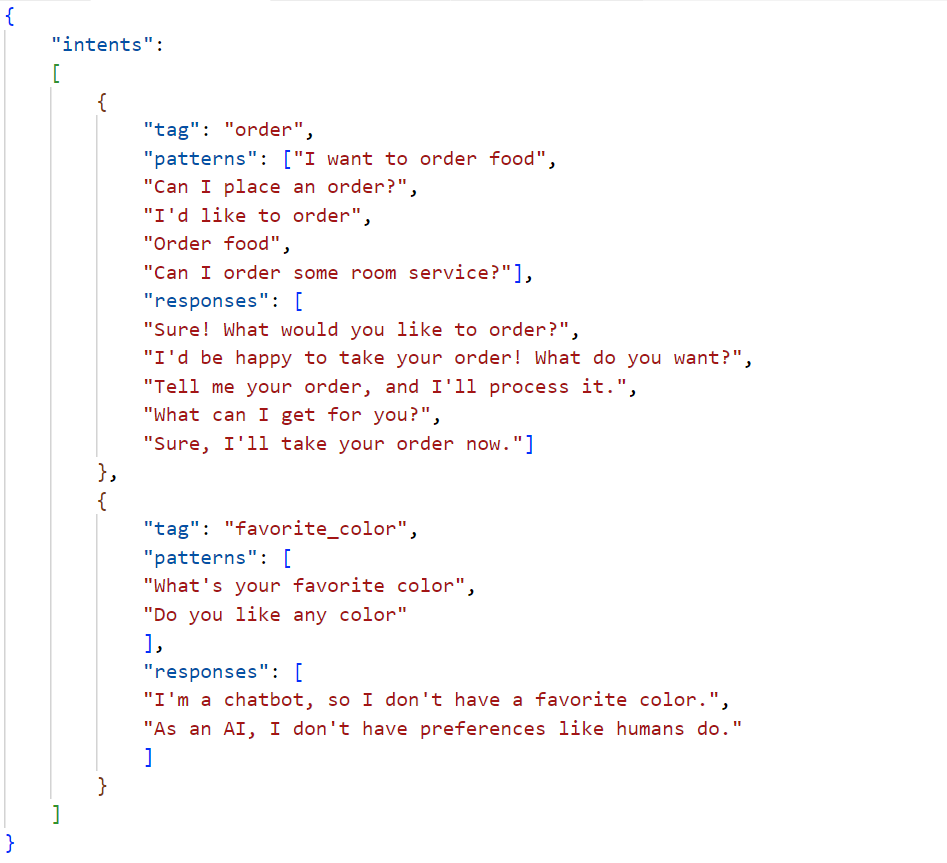 {
"intents":
[
{
"tag": "order",
"patterns": ["I want to order food",
"Can I place an order?",
"I'd like to order",
"Order food",
"Can I order some room service?"],
"responses": [
"Sure! What would you like to order?",
"I'd be happy to take your order! What do you want?",
"Tell me your order, and I'll process it.",
"What can I get for you?",
"Sure, I'll take your order now."]
},
{
"tag": "favorite_color",
"patterns": [
"What's your favorite color",
"Do you like any color"
],
"responses": [
"I'm a chatbot, so I don't have a favorite color.",
"As an AI, I don't have preferences like humans do."
]
}
]
}